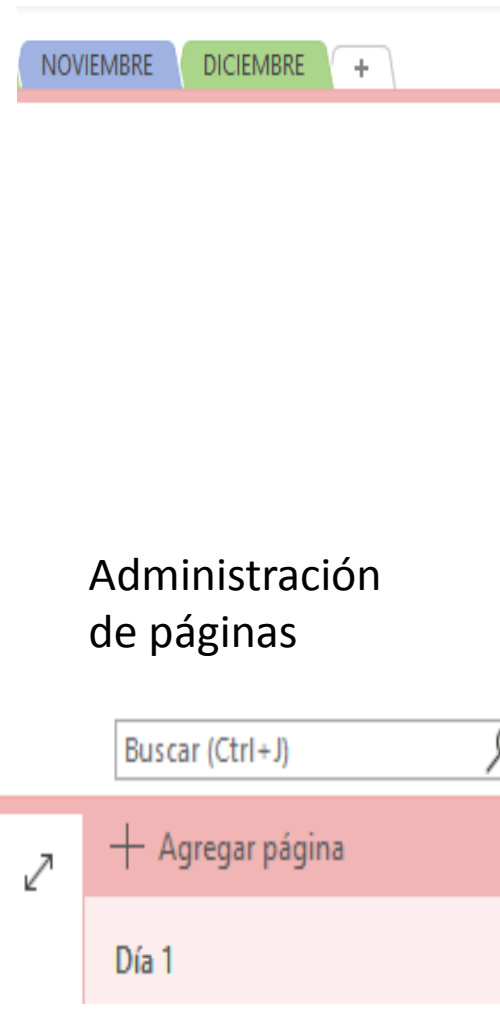 NOVIEMBRE DICIEMBRE +
Administración
de páginas
Buscar (Ctrl+J)
+ Agregar página
Día 1